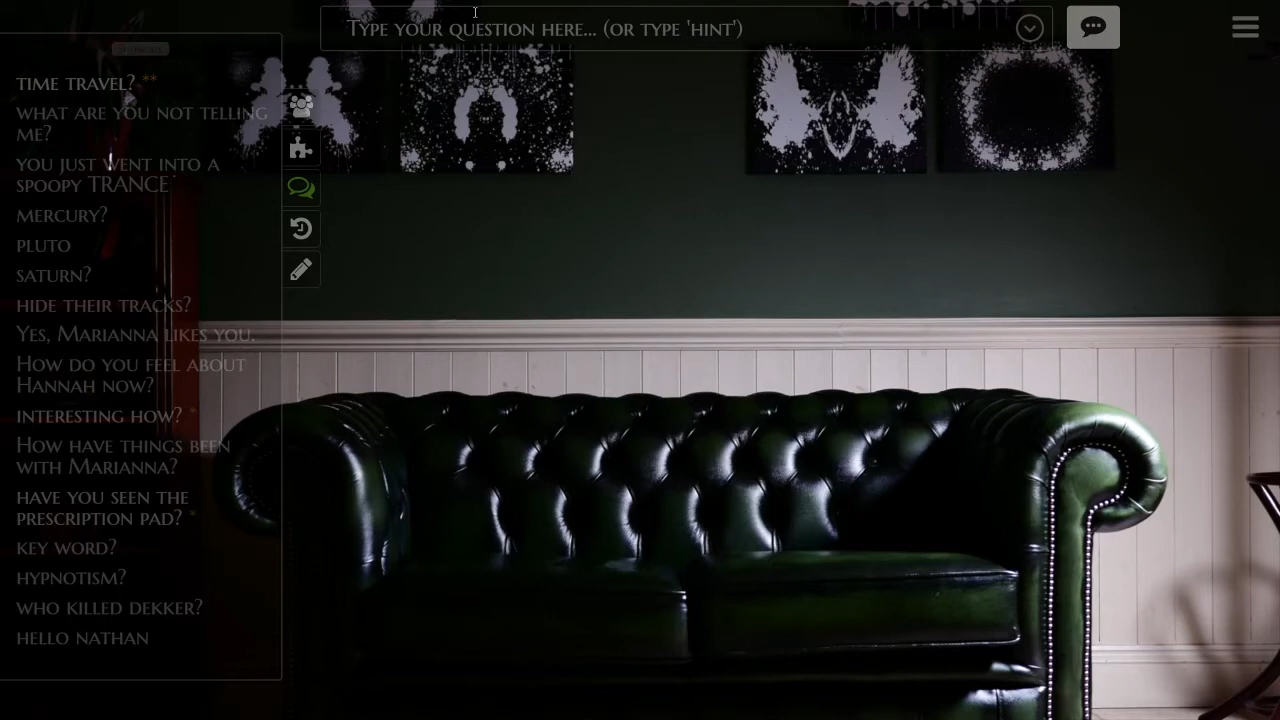 Type your question here... (or type 'hint')
time travel? **
what are you not telling
me?
you just went into a
spoopy TRANCE
mercury?
pluto
saturn?
hide their tracks?
Yes, Marianna likes you.
How do you feel about
Hannah now?
interesting how? *
How have things been
with Marianna?
have you seen the
prescription pad? *
key word?
hypnotism?
who killed dekker?
hello nathan